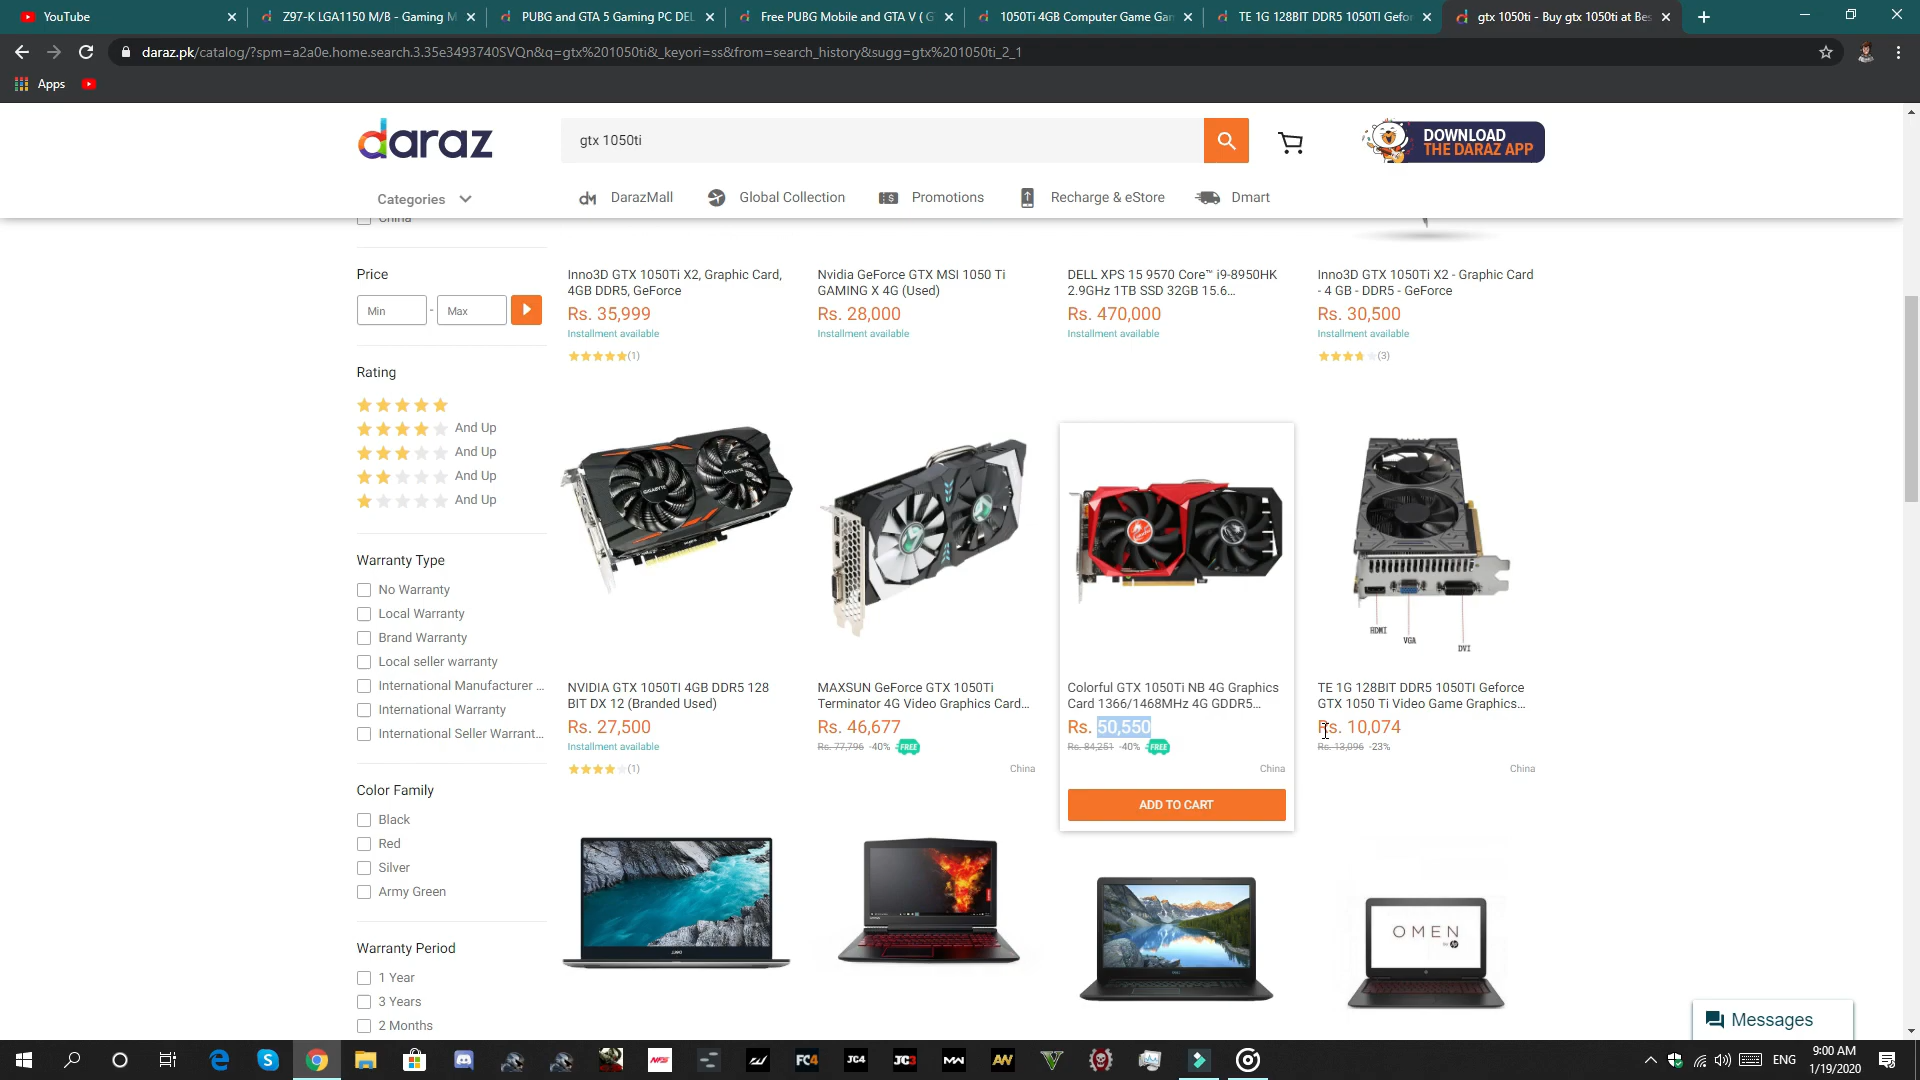 YouTube
Z97-K LGA1150 M/B - Gaming M
PUBG and GTA 5 Gaming PC DEL
Free PUBG Mobile and GTA V ( G
1050Ti 4GB Computer Game Gan
TE 1G 128BIT DDR5 1050TI Gefor
gtx 1050ti - Buy gtx 1050ti at Bes
daraz.pk/catalog/?spm=a2a0e.home.search.3.35e3493740SVQn&q=gtx%201050ti&_keyori=ss&from=search_history&sugg=gtx%201050ti_2_1
Apps
daraz
gtx 1050ti
DOWNLOAD
THE DARAZ APP
Categories
DarazMall
Global Collection
Promotions
Recharge & eStore
Dmart
China
Price
Min
-
Max
Rating
And Up
And Up
And Up
And Up
Warranty Type
No Warranty
Local Warranty
Brand Warranty
Local seller warranty
International Manufacturer ...
International Warranty
International Seller Warrant...
Color Family
Black
Red
Silver
Army Green
Warranty Period
1 Year
3 Years
2 Months
Inno3D GTX 1050Ti X2, Graphic Card,
4GB DDR5, GeForce
Rs. 35,999
Installment available
(1)
Nvidia GeForce GTX MSI 1050 Ti
GAMING X 4G (Used)
Rs. 28,000
Installment available
DELL XPS 15 9570 Core™ i9-8950HK
2.9GHz 1TB SSD 32GB 15.6...
Rs. 470,000
Installment available
Inno3D GTX 1050Ti X2 - Graphic Card
- 4 GB - DDR5 - GeForce
Rs. 30,500
Installment available
(3)
HDMI
VGA
DVI
NVIDIA GTX 1050TI 4GB DDR5 128
BIT DX 12 (Branded Used)
Rs. 27,500
Installment available
(1)
MAXSUN GeForce GTX 1050Ti
Terminator 4G Video Graphics Card...
Rs. 46,677
Rs. 77,796 -40% FREE
China
Colorful GTX 1050Ti NB 4G Graphics
Card 1366/1468MHz 4G GDDR5...
Rs. 50,550
Rs. 84,251 -40% FREE
China
ADD TO CART
TE 1G 128BIT DDR5 1050TI Geforce
GTX 1050 Ti Video Game Graphics...
Rs. 10,074
Rs. 13,096 -23%
China
OMEN
Messages
NFS
FC4
JC4
JC3
MW
AW
ENG
9:00 AM
1/19/2020